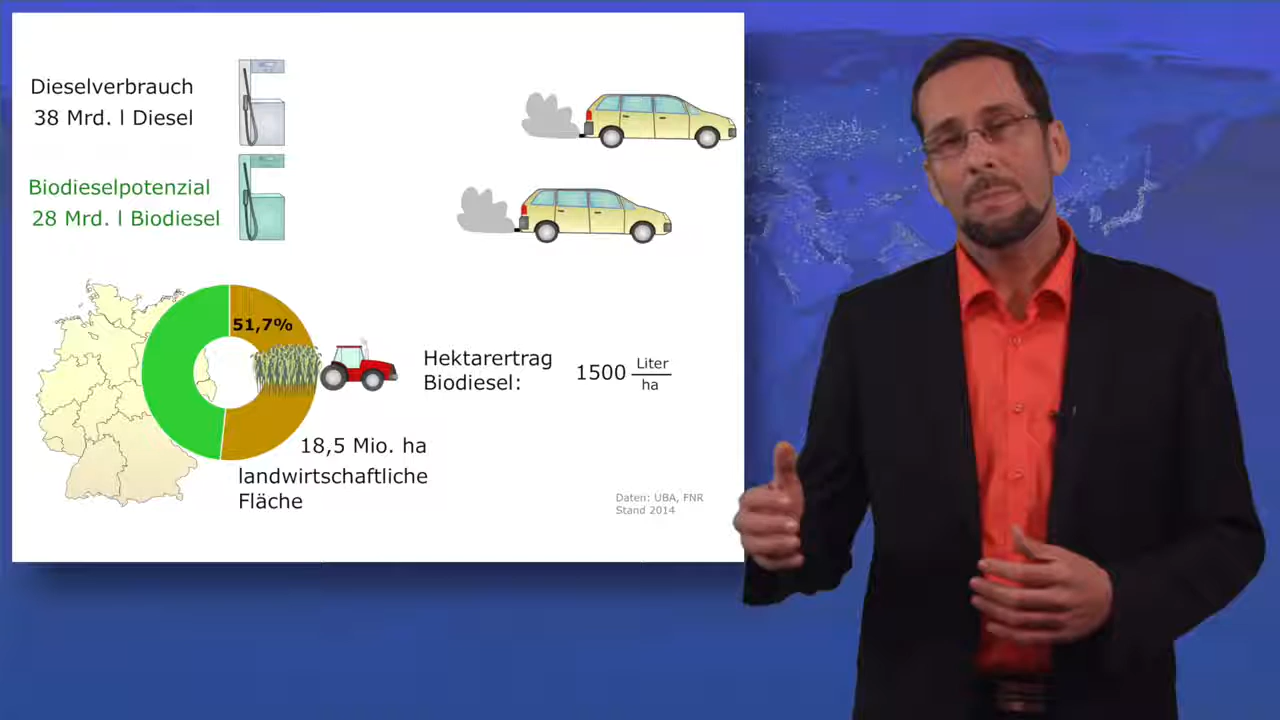 Dieselverbrauch
38 Mrd. l Diesel
Biodieselpotenzial
28 Mrd. l Biodiesel
51,7%
Hektarertrag
Biodiesel:
1500 Liter
ha
18,5 Mio. ha
landwirtschaftliche
Fläche
Daten: UBA, FNR
Stand 2014